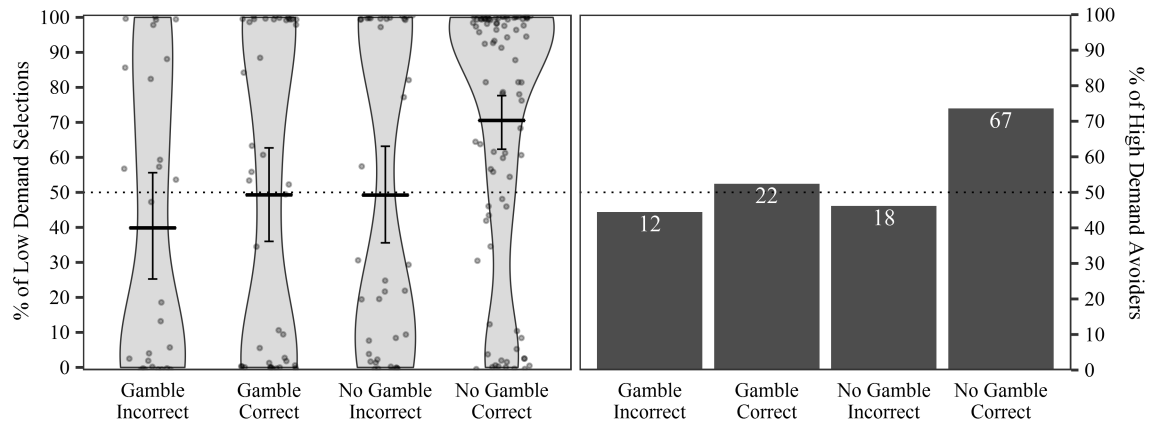 % of Low Demand Selections
100
90
80
70
60
50
40
30
20
10
0
Gamble
Incorrect
Gamble
Correct
No Gamble
Incorrect
No Gamble
Correct
12
22
18
67
Gamble
Incorrect
Gamble
Correct
No Gamble
Incorrect
No Gamble
Correct
100
90
80
70
60
50
40
30
20
10
0
% of High Demand Avoiders